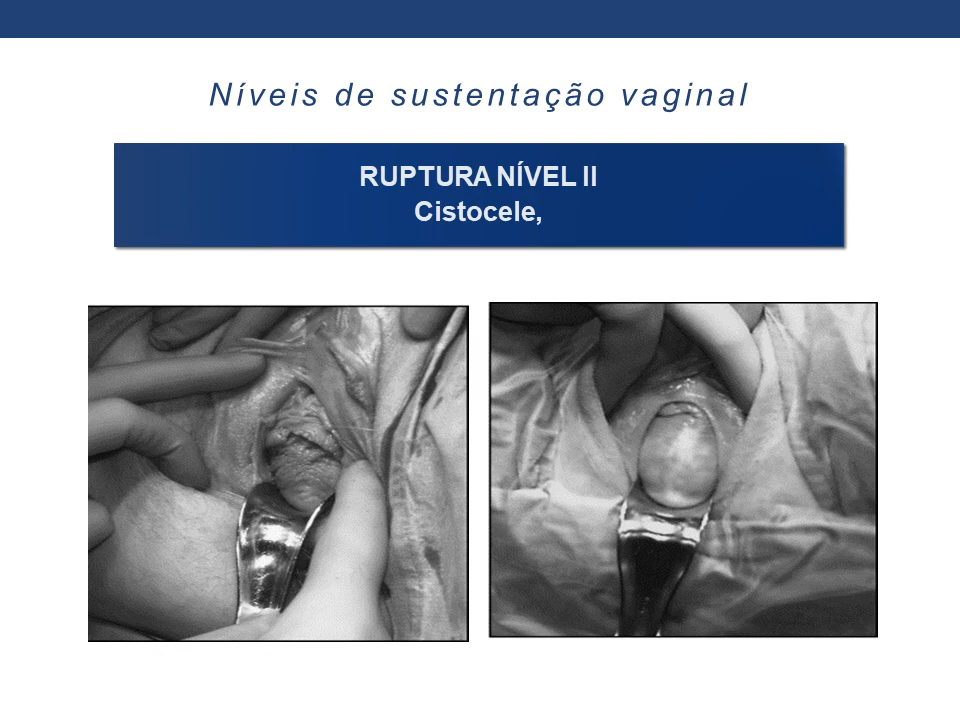 Níveis de sustentação vaginal
RUPTURA NÍVEL II
Cistocele,